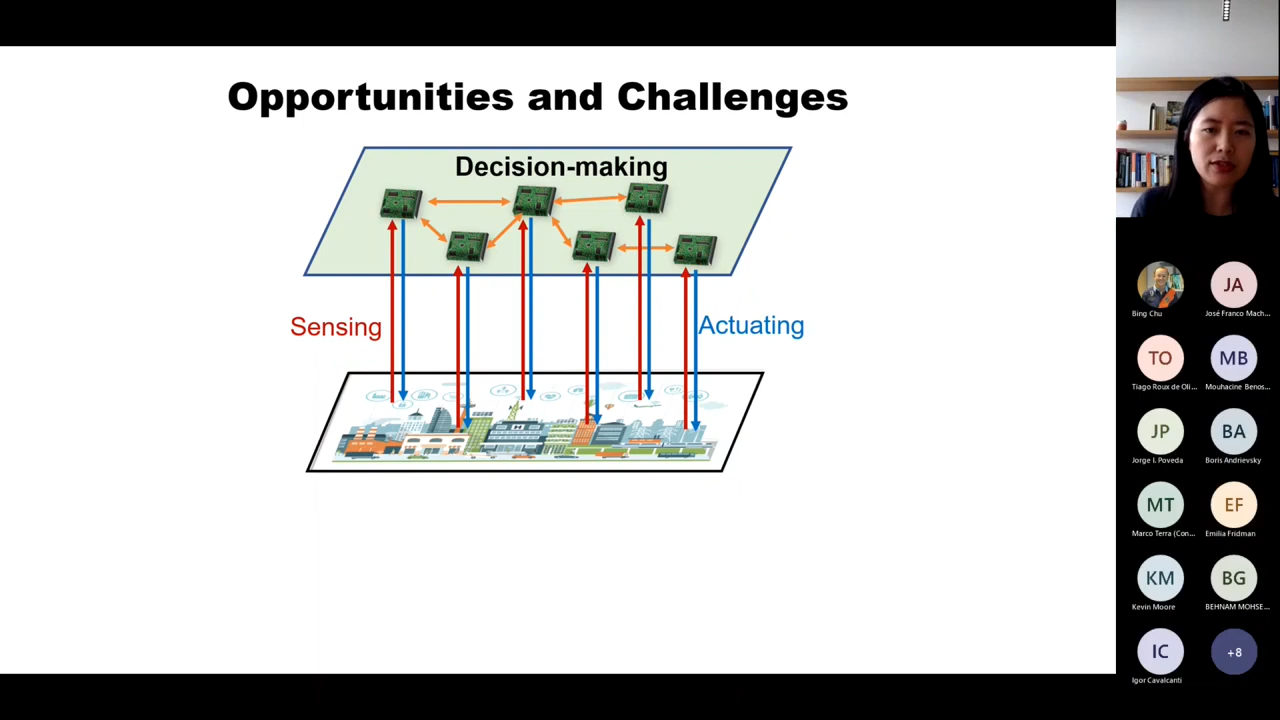 Opportunities and Challenges
Decision-making
Sensing
Actuating
Bing Chu
JA
José Franco Mach...
TO
Tiago Roux de Oli...
MB
Mouhacine Benos...
JP
Jorge I. Poveda
BA
Boris Andrievsky
MT
Marco Terra (Con...
EF
Emilia Fridman
KM
Kevin Moore
BG
BEHNAM MOHSE...
IC
Igor Cavalcanti
+8